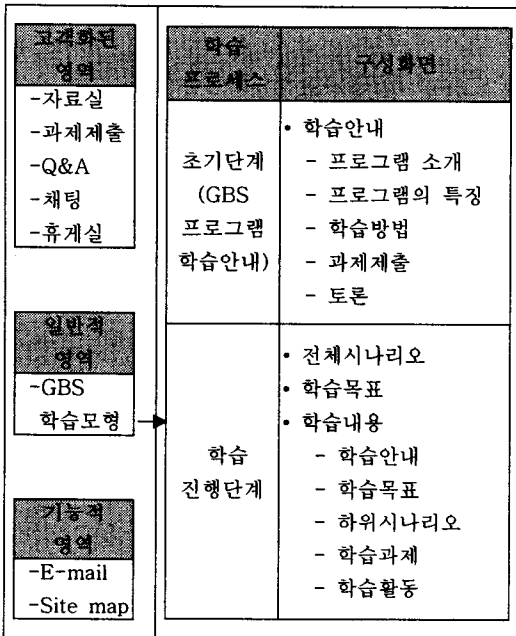 고객화된
영역
-자료실
-과제제출
-Q&A
-채팅
-휴게실
일반적
영역
-GBS
학습모형
기능적
영역
-E-mail
-Site map
학습
프로세스
구성화면
초기단계
(GBS
프로그램
학습안내)
• 학습안내
- 프로그램 소개
- 프로그램의 특징
- 학습방법
- 과제제출
- 토론
학습
진행단계
• 전체시나리오
• 학습목표
• 학습내용
- 학습안내
- 학습목표
- 하위시나리오
- 학습과제
- 학습활동